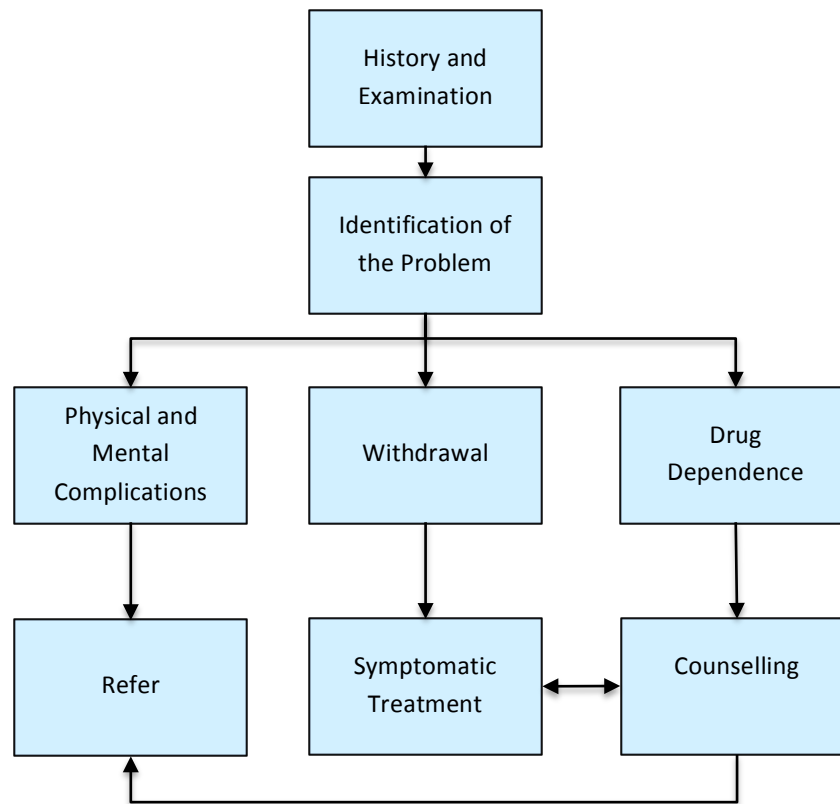 History and
Examination
Identification of
the Problem
Physical and
Mental
Complications
Withdrawal
Drug
Dependence
Refer
Symptomatic
Treatment
Counselling